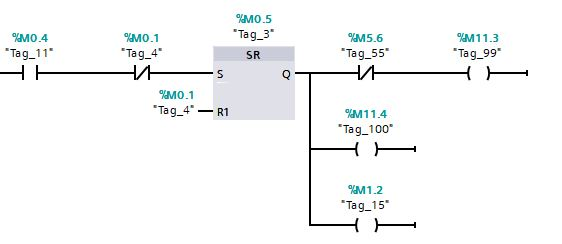 %M0.5
"Tag_3"
%M0.4
"Tag_11"
%M0.1
"Tag_4"
SR
%M5.6
"Tag_55"
%M11.3
"Tag_99"
S
Q
%M0.1
"Tag_4"
R1
%M11.4
"Tag_100"
%M1.2
"Tag_15"